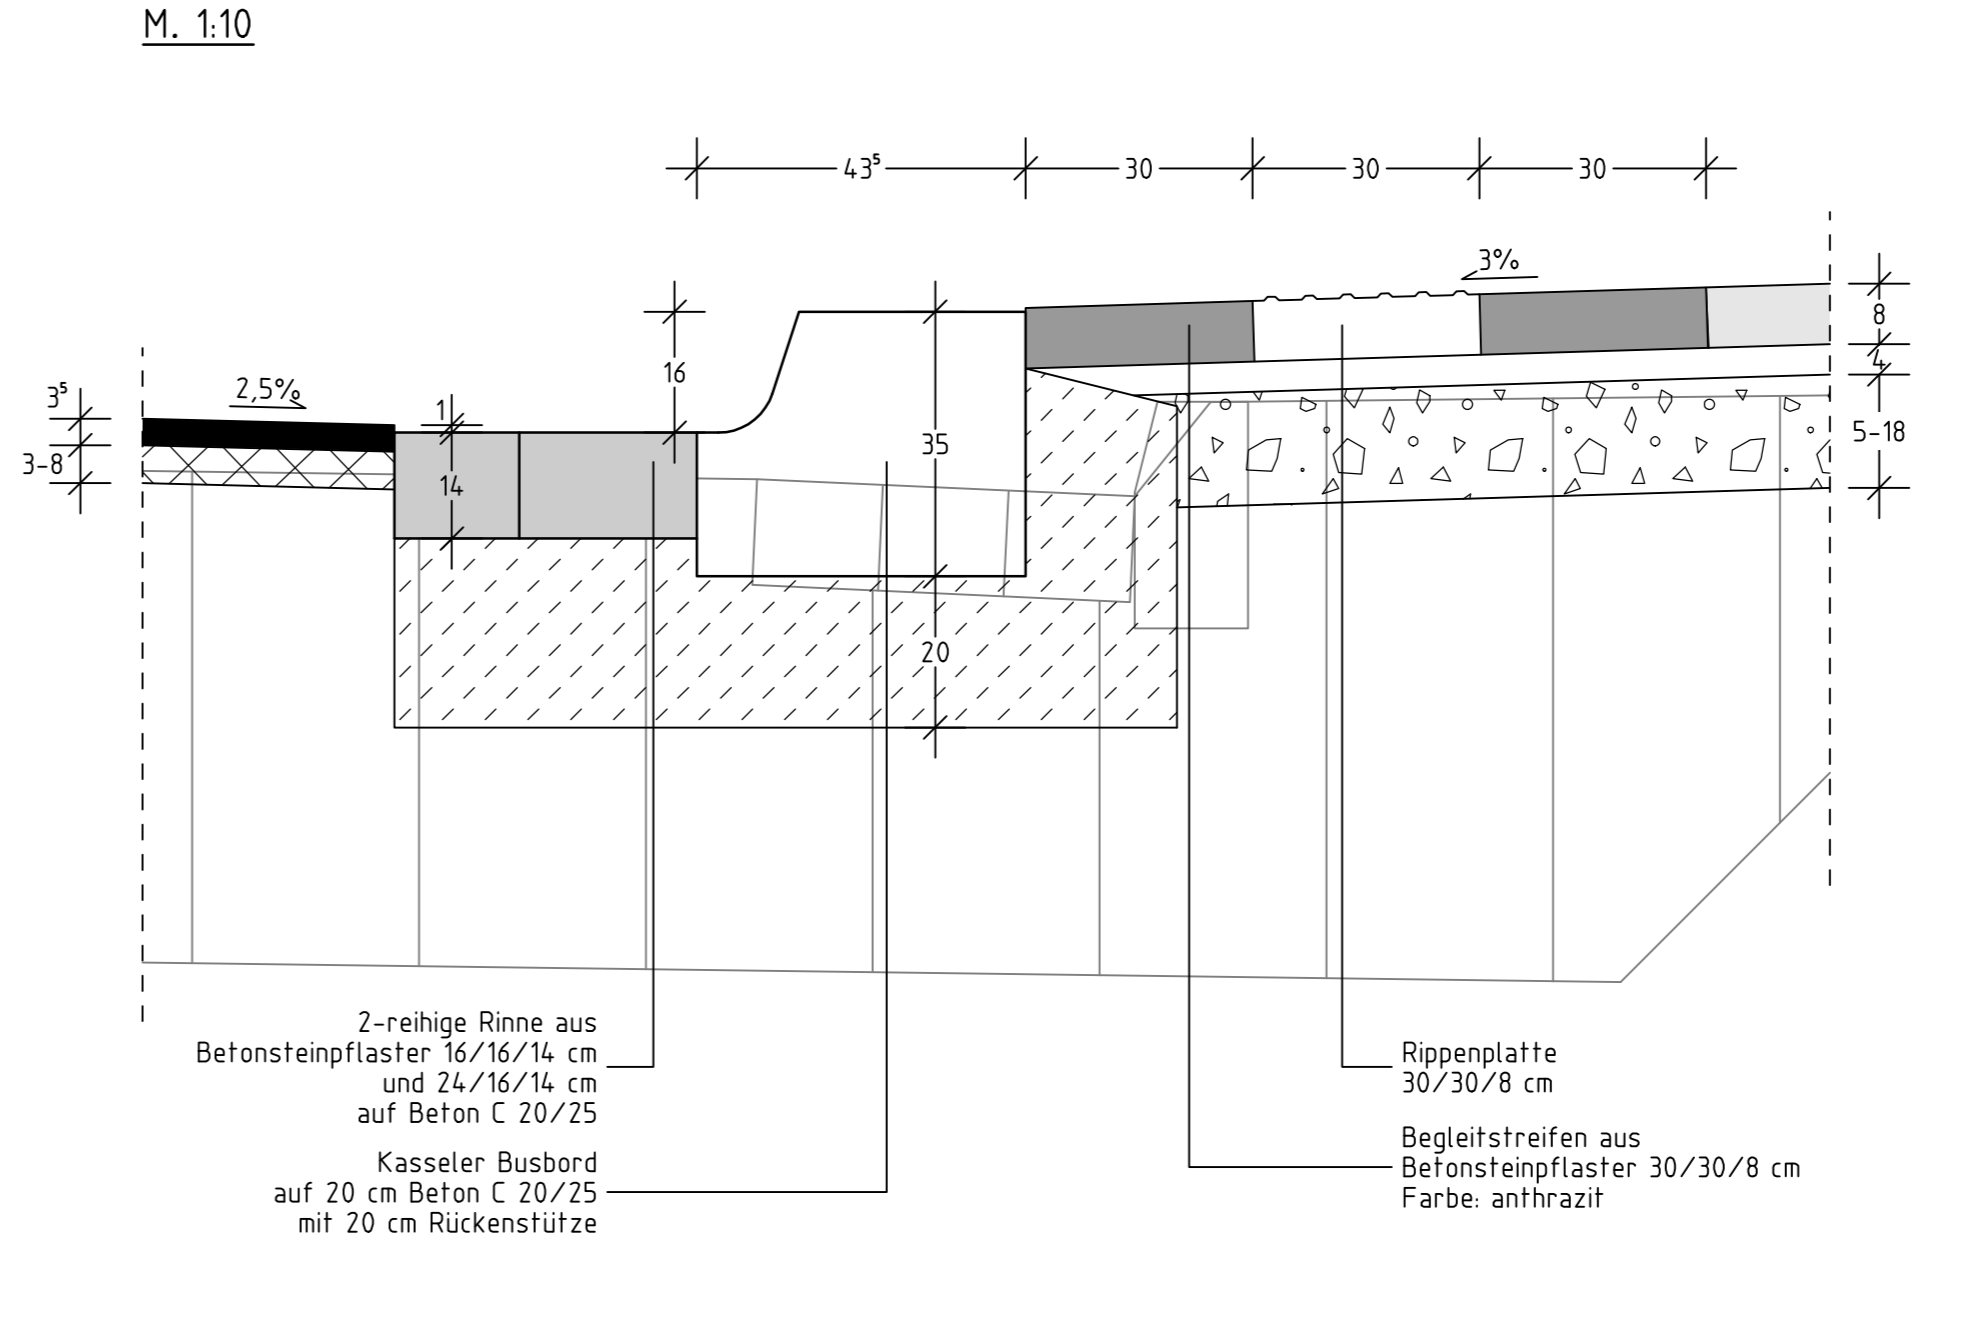 M. 1:10
43⁵
30
30
30
3%
8
4
5-18
3⁵
2,5%
3-8
1
14
16
35
20
2-reihige Rinne aus
Betonsteinpflaster 16/16/14 cm
und 24/16/14 cm
auf Beton C 20/25
Kasseler Busbord
auf 20 cm Beton C 20/25
mit 20 cm Rückenstütze
Rippenplatte
30/30/8 cm
Begleitstreifen aus
Betonsteinpflaster 30/30/8 cm
Farbe: anthrazit